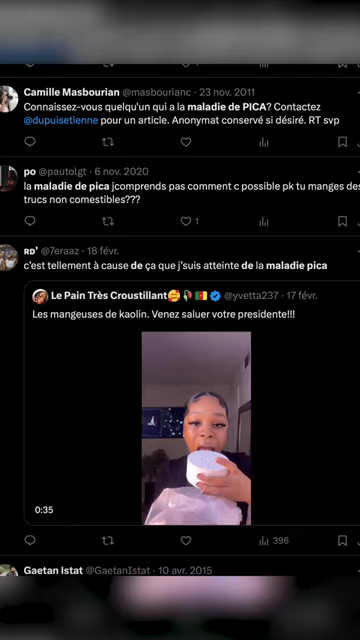 Camille Masbourian @masbourianc · 23 nov. 2011
Connaissez-vous quelqu'un qui a la maladie de PICA? Contactez
@dupuisetienne pour un article. Anonymat conservé si désiré. RT svp
po @pautolgt · 6 nov. 2020
la maladie de pica jcomprends pas comment c possible pk tu manges des
trucs non comestibles???
1
RD' @7eraaz · 18 févr.
c'est tellement à cause de ça que j'suis atteinte de la maladie pica
Le Pain Très Croustillant @yvetta237 · 17 févr.
Les mangeuses de kaolin. Venez saluer votre presidente!!!
0:35
396
Gaetan Istat @GaetanIstat · 10 avr. 2015